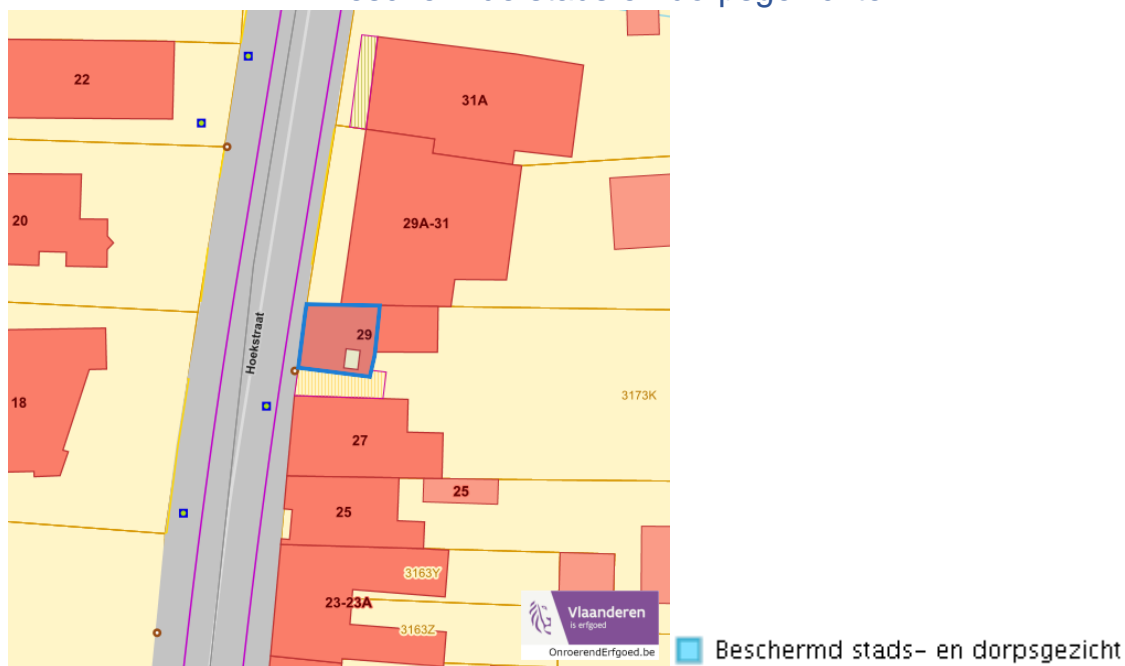 22
31A
20
29A-31
29
Hoekstraat
3173K
18
27
25
25
3163Y
23-23A
3163Z
Vlaanderen
is erfgoed
OnroerendErfgoed.be
Beschermd stads- en dorpsgezicht